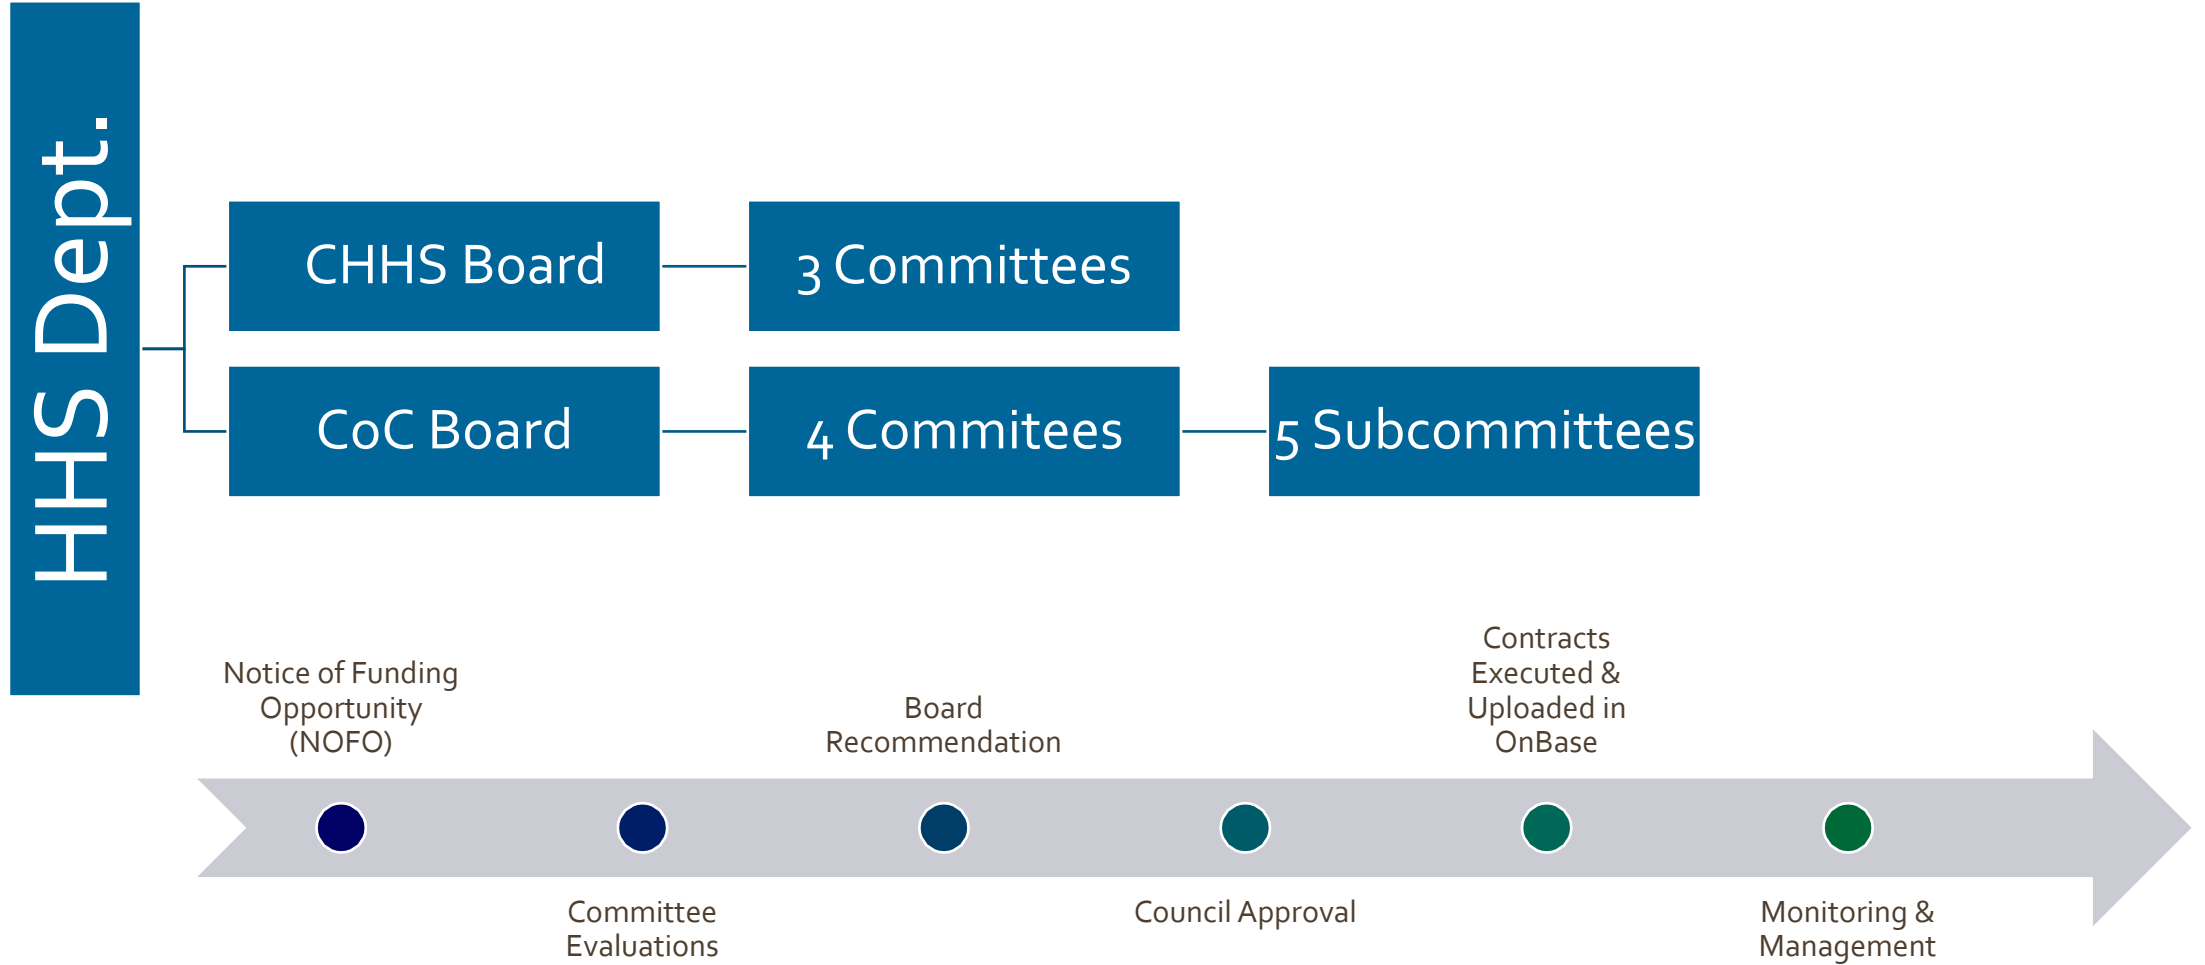 HHS Dept.
CHHS Board
3 Committees
CoC Board
4 Commitees
5 Subcommittees
Notice of Funding
Opportunity
(NOFO)
Committee
Evaluations
Board
Recommendation
Council Approval
Contracts
Executed &
Uploaded in
OnBase
Monitoring &
Management